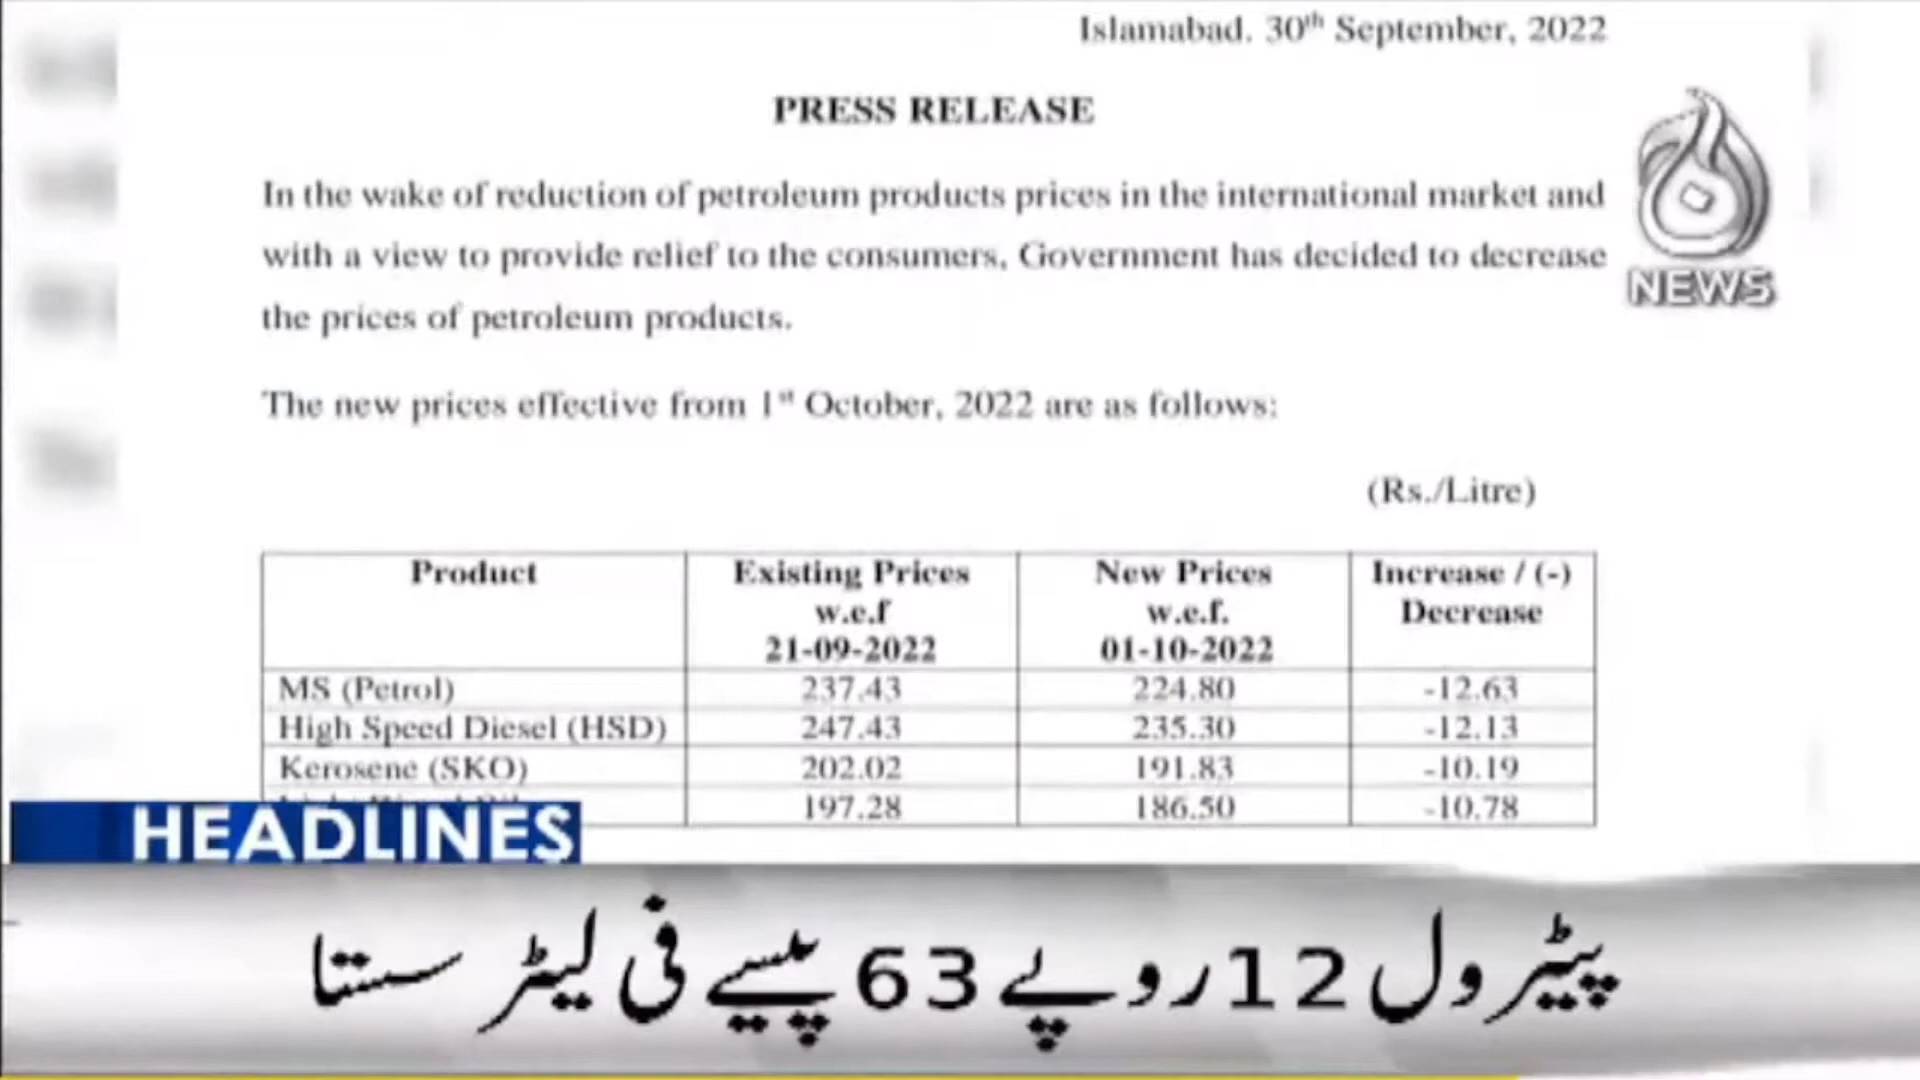 Islamabad. 30th September, 2022
PRESS RELEASE
In the wake of reduction of petroleum products prices in the international market and
with a view to provide relief to the consumers, Government has decided to decrease
the prices of petroleum products.
NEWS
The new prices effective from 1st October, 2022 are as follows:
(Rs./Litre)
Product Existing Prices w.e.f 21-09-2022 New Prices w.e.f. 01-10-2022 Increase / (-) Decrease
MS (Petrol) 237.43 224.80 -12.63
High Speed Diesel (HSD) 247.43 235.30 -12.13
Kerosene (SKO) 202.02 191.83 -10.19
197.28 186.50 -10.78
HEADLINES
پیٹرول 12 روپے 63 پیسے فی لیٹر سستا